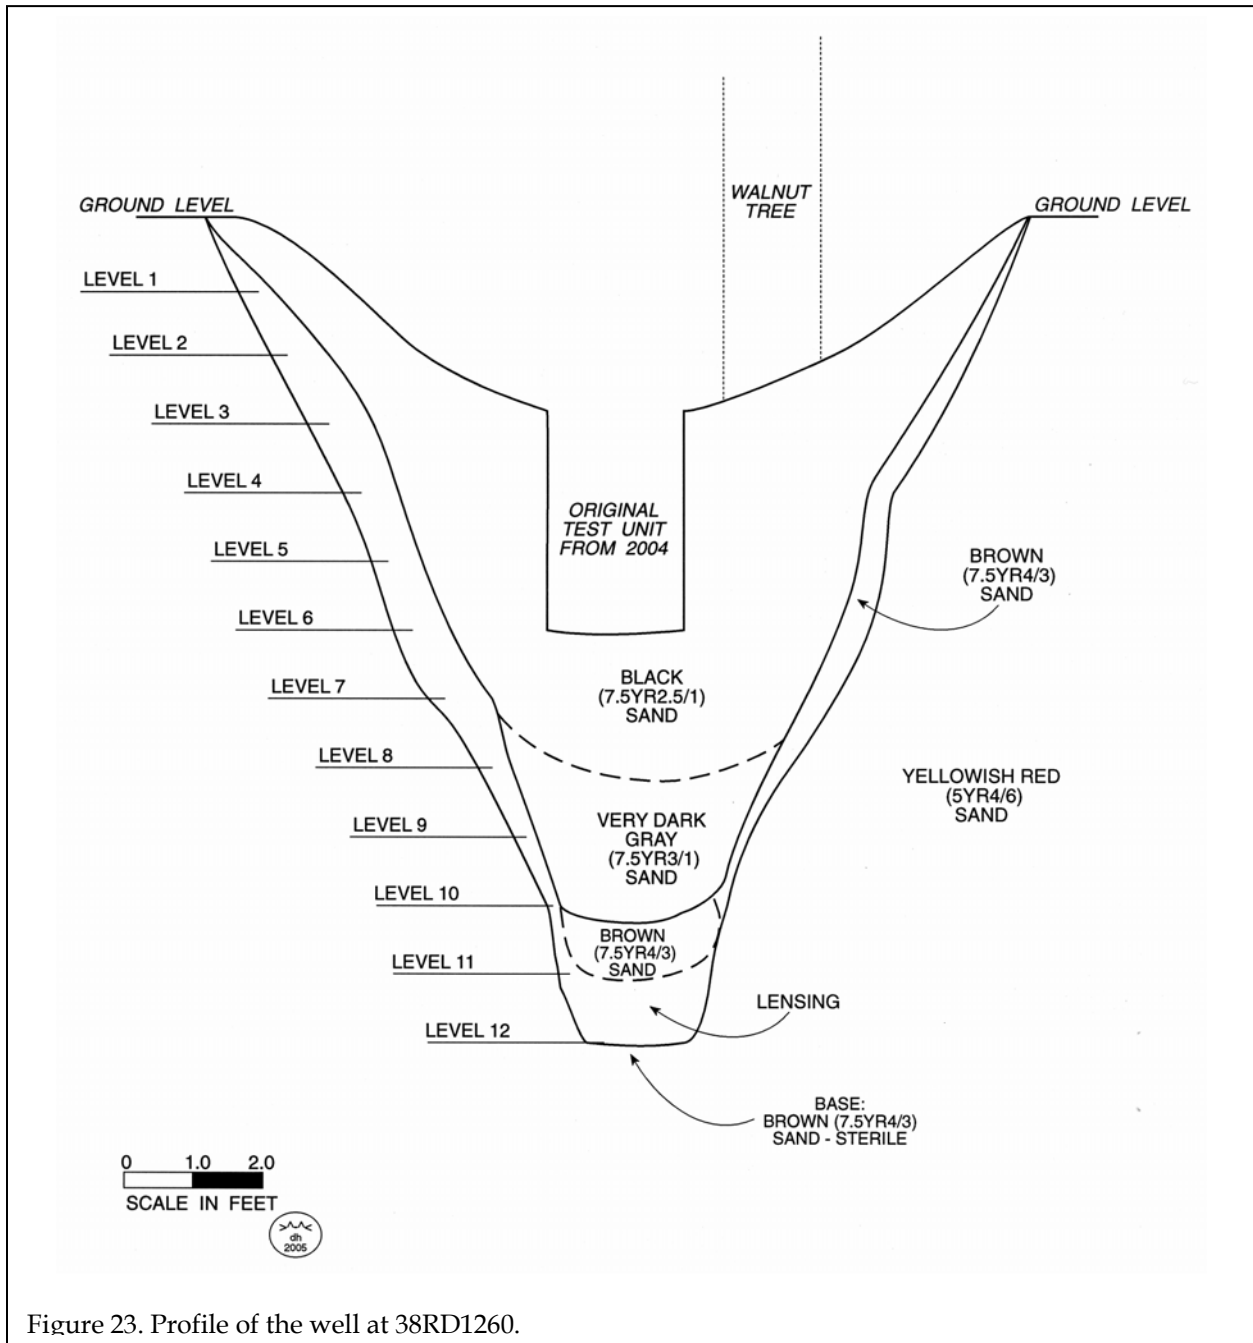 WALNUT
TREE
GROUND LEVEL
GROUND LEVEL
LEVEL 1
LEVEL 2
LEVEL 3
LEVEL 4
ORIGINAL
TEST UNIT
FROM 2004
LEVEL 5
BROWN
(7.5YR4/3)
SAND
LEVEL 6
BLACK
(7.5YR2.5/1)
SAND
LEVEL 7
LEVEL 8
YELLOWISH RED
(5YR4/6)
SAND
VERY DARK
GRAY
(7.5YR3/1)
SAND
LEVEL 9
LEVEL 10
BROWN
(7.5YR4/3)
SAND
LEVEL 11
LENSING
LEVEL 12
BASE:
BROWN (7.5YR4/3)
SAND - STERILE
0 1.0 2.0
SCALE IN FEET
dh
2005
Figure 23. Profile of the well at 38RD1260.